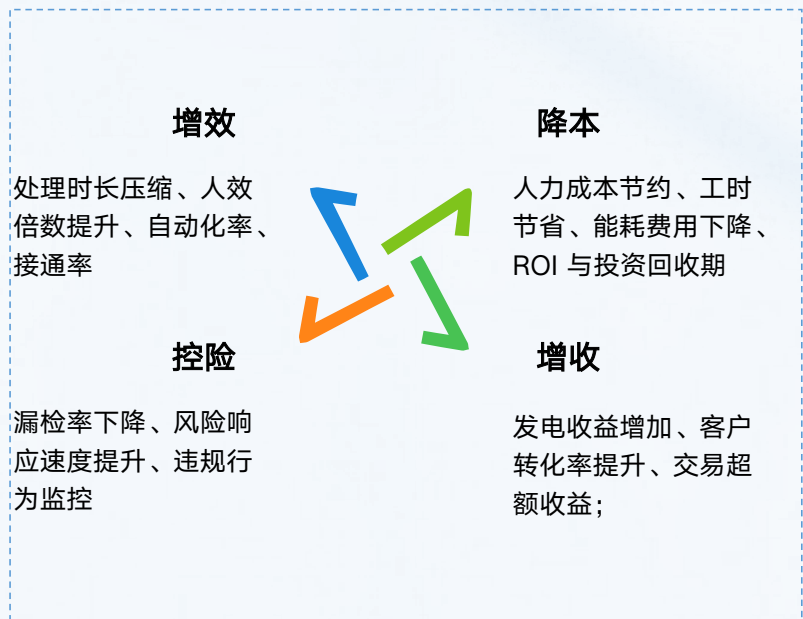 增效
处理时长压缩、人效
倍数提升、自动化率、
接通率
降本
人力成本节约、工时
节省、能耗费用下降、
ROI 与投资回收期
控险
漏检率下降、风险响
应速度提升、违规行
为监控
增收
发电收益增加、客户
转化率提升、交易超
额收益；